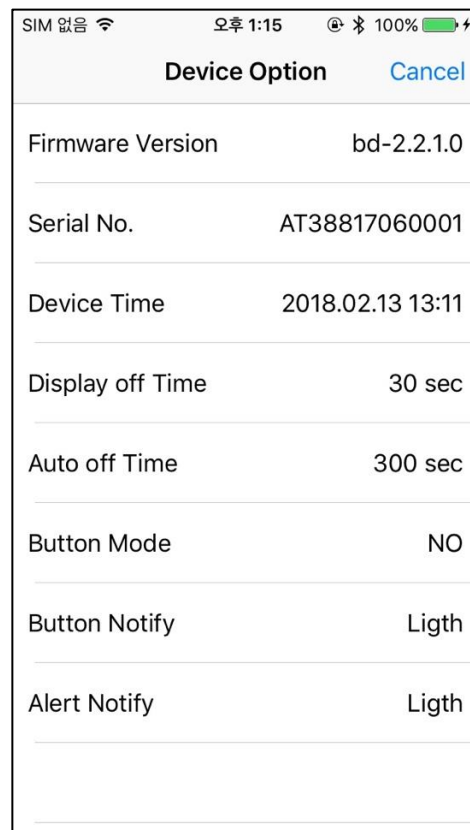 SIM 없음 오후 1:15 100%
Device Option Cancel
Firmware Version bd-2.2.1.0
Serial No. AT38817060001
Device Time 2018.02.13 13:11
Display off Time 30 sec
Auto off Time 300 sec
Button Mode NO
Button Notify Ligth
Alert Notify Ligth